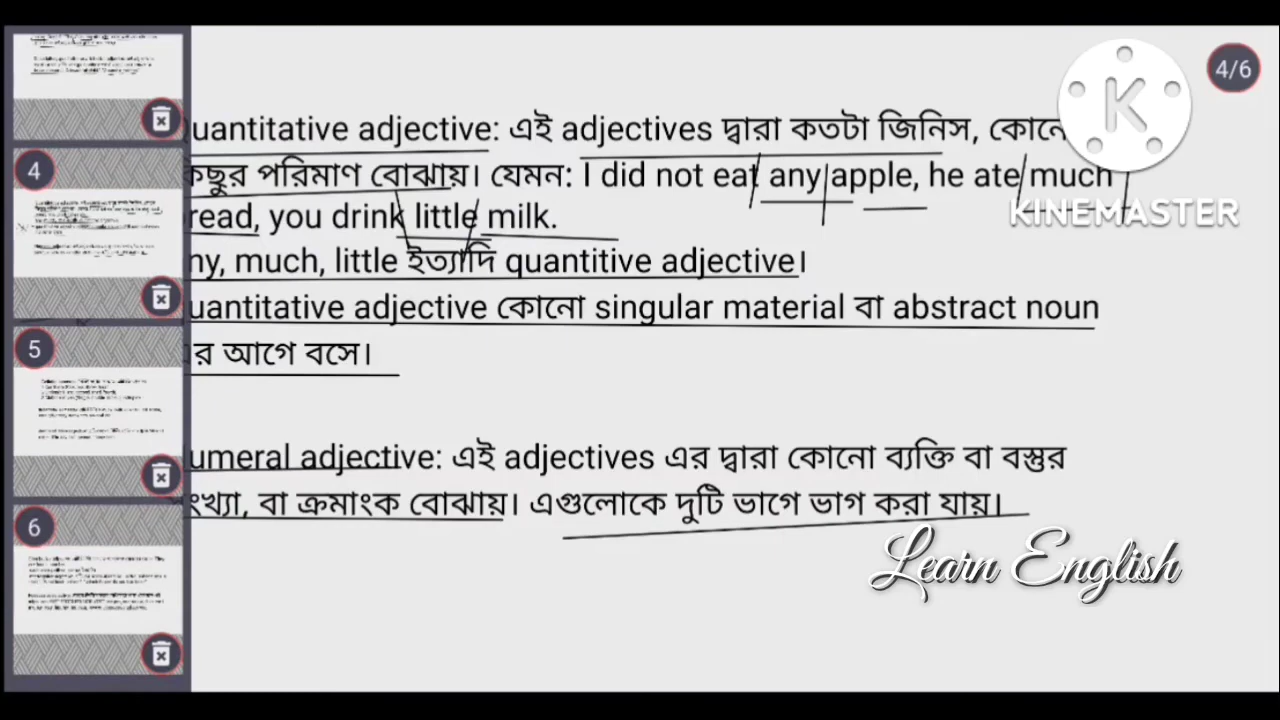 4/6
uantitative adjective: এই adjectives দ্বারা কতটা জিনিস, কোনো
কিছুর পরিমাণ বোঝায়। যেমন: I did not eat any apple, he ate much
read, you drink little milk.
ny, much, little ইত্যাদি quantitive adjective।
uantitative adjective কোনো singular material বা abstract noun
এর আগে বসে।
umeral adjective: এই adjectives এর দ্বারা কোনো ব্যক্তি বা বস্তুর
সংখ্যা, বা ক্রমাংক বোঝায়। এগুলোকে দুটি ভাগে ভাগ করা যায়।
Learn English
KINEMASTER
4
5
6